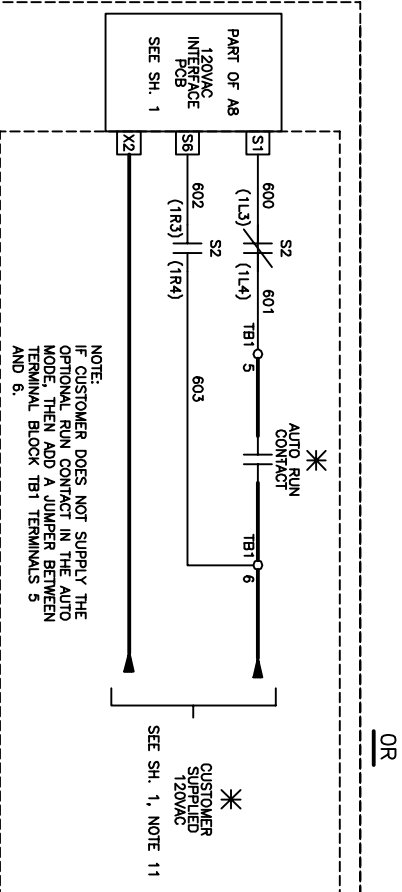 OR
PART OF A8
120VAC
INTERFACE
PCB
SEE SH. 1
S1
600
(1L3)
S2
(1L4)
601
TB1
5
AUTO RUN
CONTACT
TB1
6
S6
602
(1R3)
S2
(1R4)
603
X2
CUSTOMER
SUPPLIED
120VAC
SEE SH. 1, NOTE 11
NOTE:
IF CUSTOMER DOES NOT SUPPLY THE
OPTIONAL RUN CONTACT IN THE AUTO
MODE, THEN ADD A JUMPER BETWEEN
TERMINAL BLOCK TB1 TERMINALS 5
AND 6.